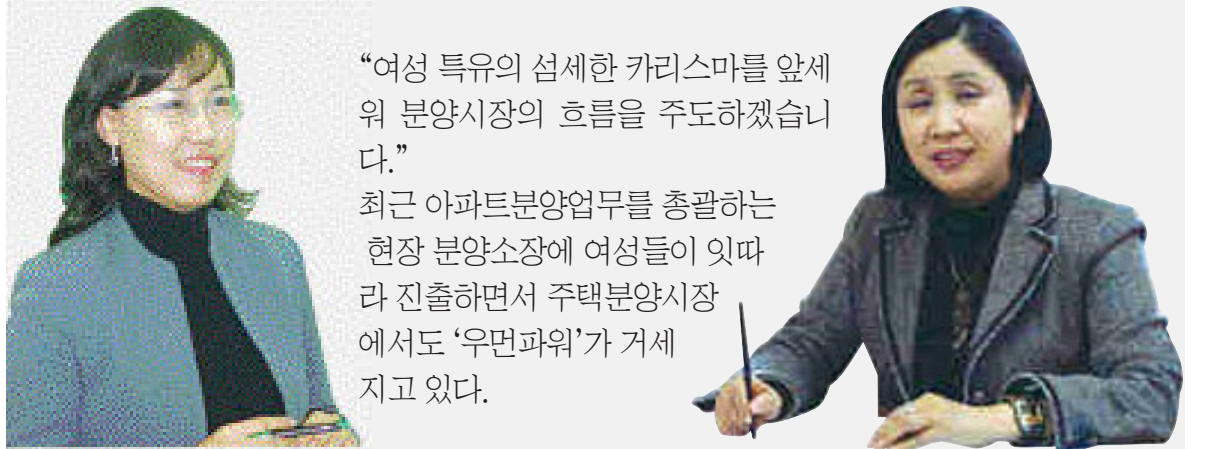 “여성 특유의 섬세한 카리스마를 앞세
워 분양시장의 흐름을 주도하겠습니
다.”
최근 아파트분양업무를 총괄하는
현장 분양소장에 여성들이 잇따
라 진출하면서 주택분양시장
에서도 ‘우먼파워’가 거세
지고 있다.